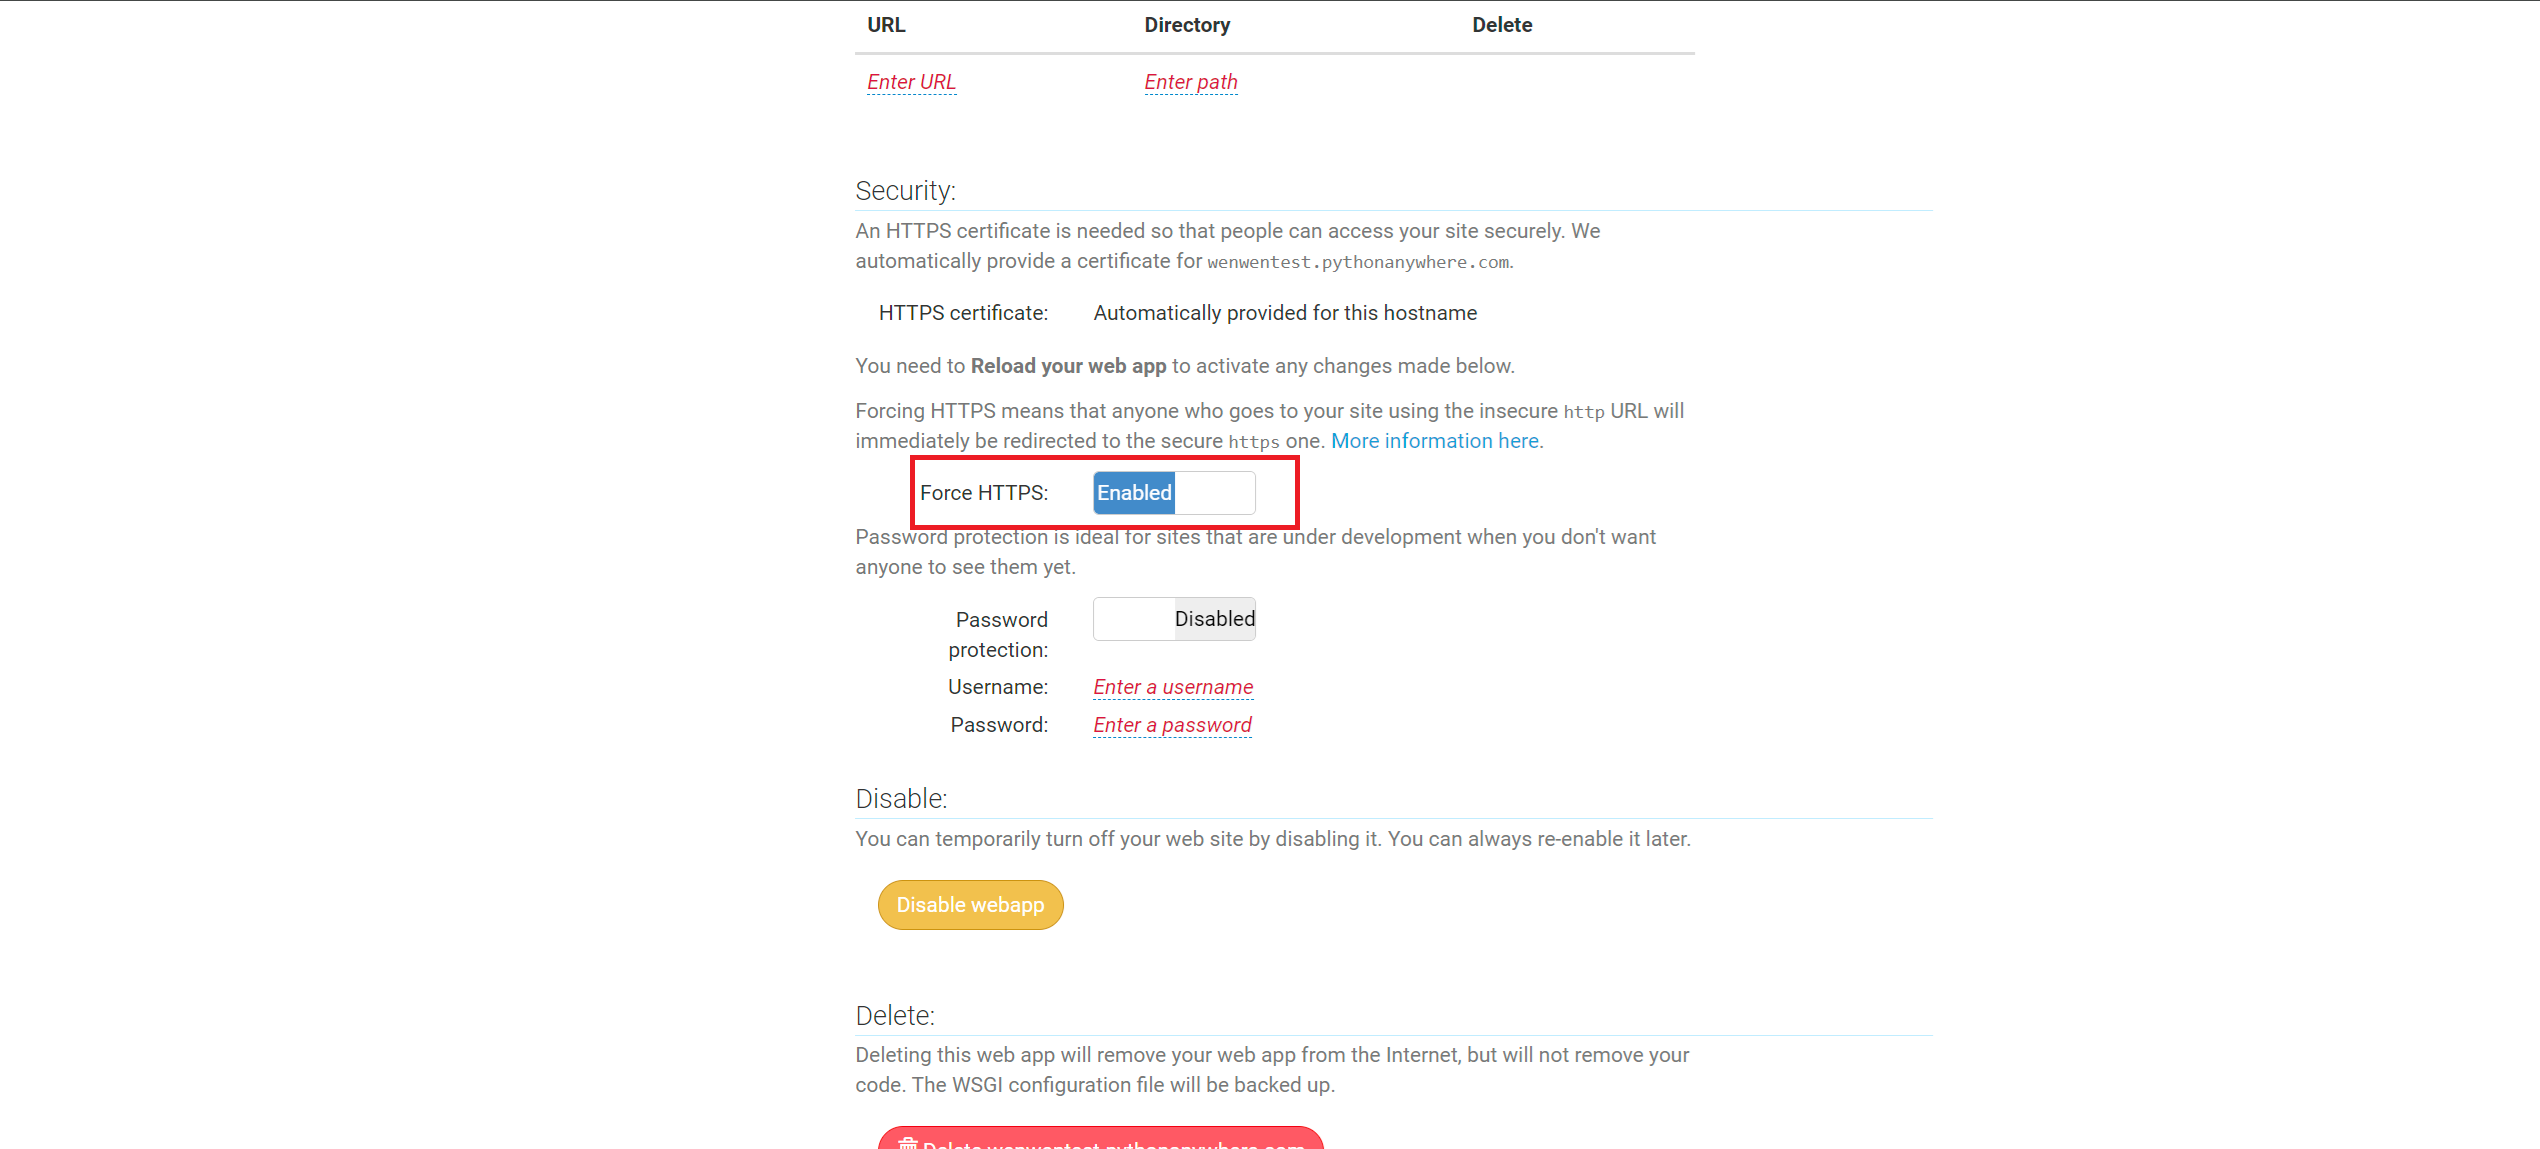 URL Directory Delete
Enter URL Enter path
Security:
An HTTPS certificate is needed so that people can access your site securely. We
automatically provide a certificate for wenwentest.pythonanywhere.com.
HTTPS certificate: Automatically provided for this hostname
You need to Reload your web app to activate any changes made below.
Forcing HTTPS means that anyone who goes to your site using the insecure http URL will
immediately be redirected to the secure https one. More information here.
Force HTTPS: Enabled
Password protection is ideal for sites that are under development when you don't want
anyone to see them yet.
Password Disabled
protection:
Username: Enter a username
Password: Enter a password
Disable:
You can temporarily turn off your web site by disabling it. You can always re-enable it later.
Disable webapp
Delete:
Deleting this web app will remove your web app from the Internet, but will not remove your
code. The WSGI configuration file will be backed up.
Delete wenwentest.pythonanywhere.com